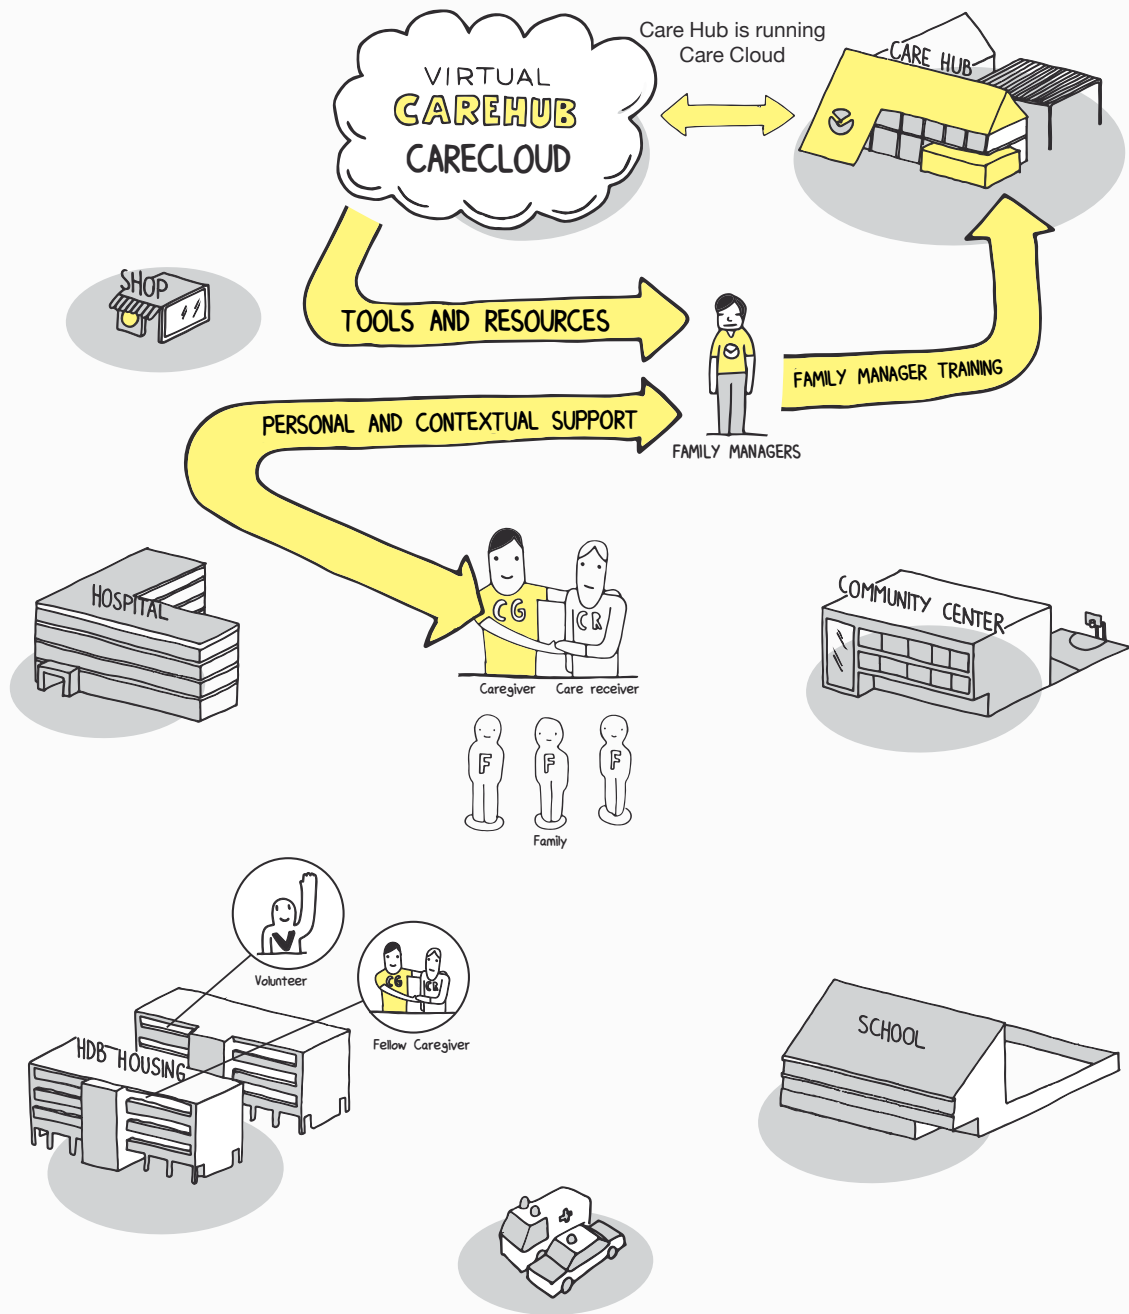 Care Hub is running
Care Cloud
VIRTUAL
CAREHUB
CARECLOUD
CARE HUB
SHOP
TOOLS AND RESOURCES
FAMILY MANAGER TRAINING
PERSONAL AND CONTEXTUAL SUPPORT
FAMILY MANAGERS
HOSPITAL
CG
CR
COMMUNITY CENTER
Caregiver
Care receiver
F
F
F
Family
V
Volunteer
CG
CR
Fellow Caregiver
HDB HOUSING
SCHOOL